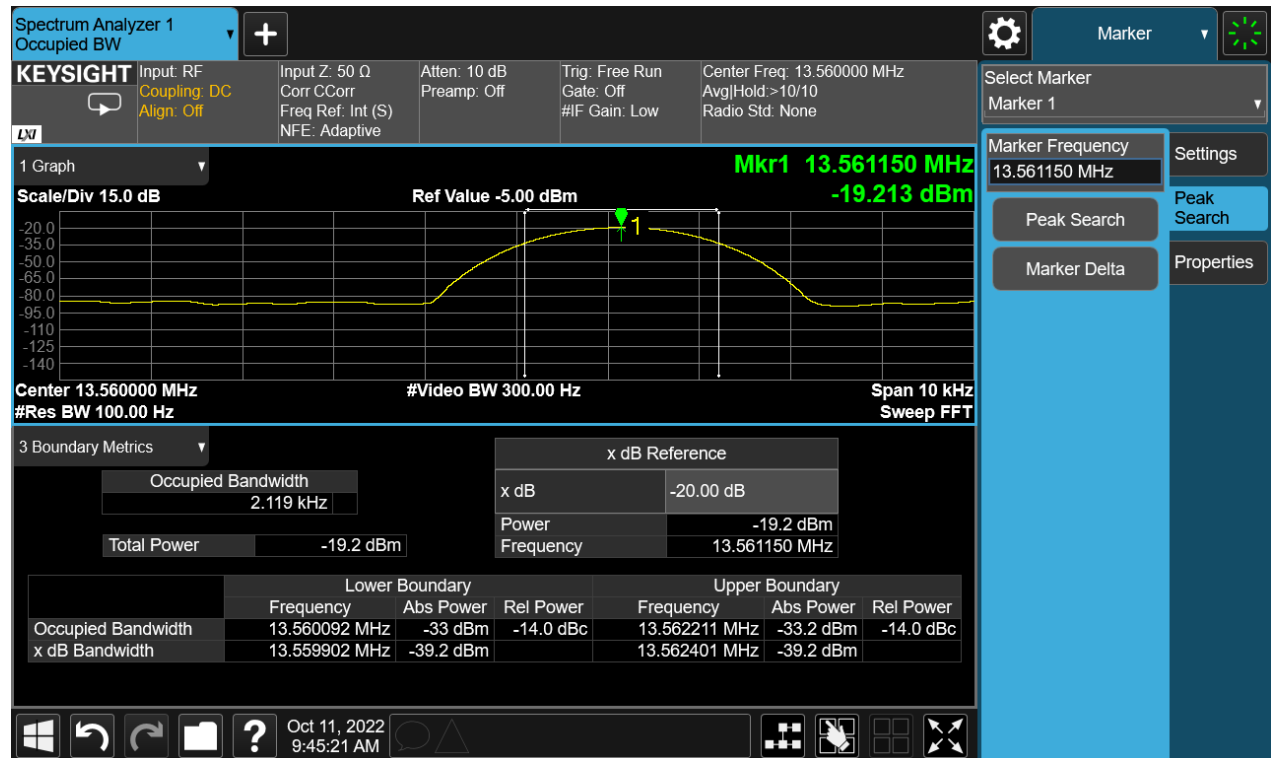 Spectrum Analyzer 1
Occupied BW
+
Marker
KEYSIGHT
LXI
Input: RF
Coupling: DC
Align: Off
Input Z: 50 Ω
Corr CCorr
Freq Ref: Int (S)
NFE: Adaptive
Atten: 10 dB
Preamp: Off
Trig: Free Run
Gate: Off
#IF Gain: Low
Center Freq: 13.560000 MHz
Avg|Hold:>10/10
Radio Std: None
Select Marker
Marker 1
Marker Frequency
13.561150 MHz
Peak Search
Marker Delta
Settings
Peak
Search
Properties
1 Graph
Mkr1 13.561150 MHz
Scale/Div 15.0 dB
Ref Value -5.00 dBm
-19.213 dBm
1
-20.0
-35.0
-50.0
-65.0
-80.0
-95.0
-110
-125
-140
Center 13.560000 MHz
#Video BW 300.00 Hz
Span 10 kHz
#Res BW 100.00 Hz
Sweep FFT
3 Boundary Metrics
Occupied Bandwidth
2.119 kHz
Total Power -19.2 dBm
x dB Reference
x dB -20.00 dB
Power -19.2 dBm
Frequency 13.561150 MHz
Lower Boundary Upper Boundary
Frequency Abs Power Rel Power Frequency Abs Power Rel Power
Occupied Bandwidth 13.560092 MHz -33 dBm -14.0 dBc 13.562211 MHz -33.2 dBm -14.0 dBc
x dB Bandwidth 13.559902 MHz -39.2 dBm 13.562401 MHz -39.2 dBm
?
Oct 11, 2022
9:45:21 AM